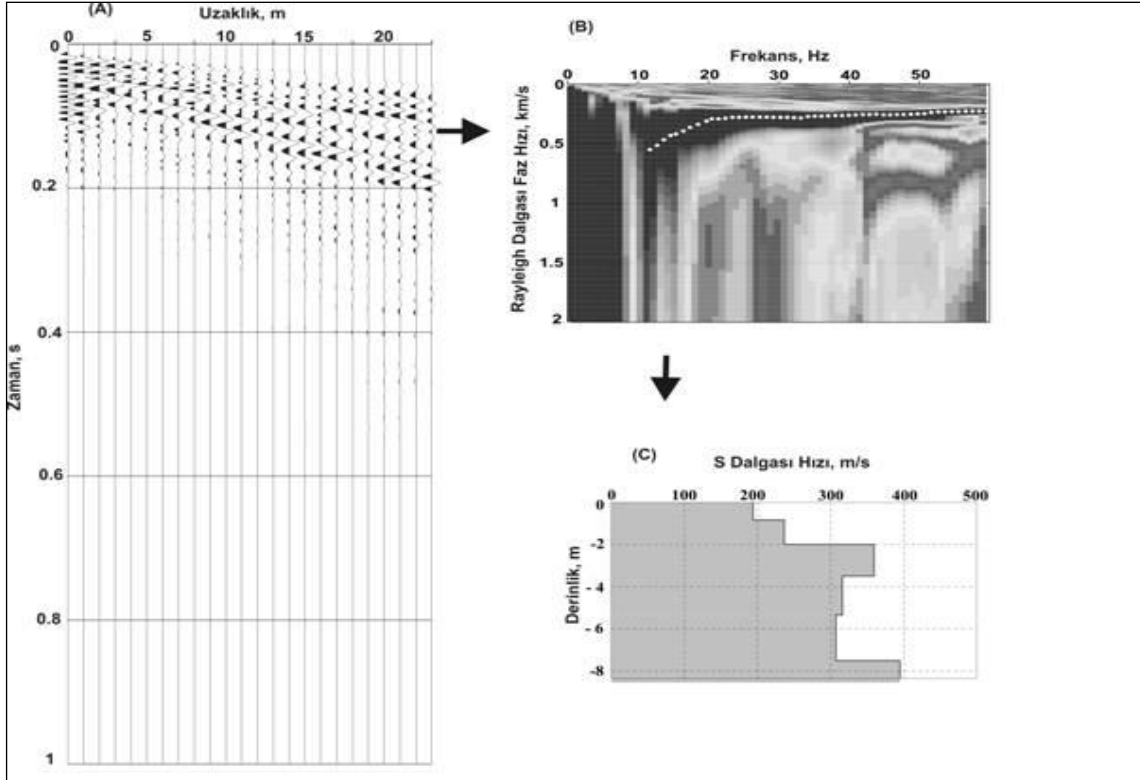 (A)
Uzaklık, m
0 5 10 15 20
0
0.2
0.4
0.6
0.8
1
Zaman, s
(B)
Frekans, Hz
0 10 20 30 40 50
0
0.5
1
1.5
2
Rayleigh Dalgası Faz Hızı, km/s
(C)
S Dalgası Hızı, m/s
0 100 200 300 400 500
0
-2
- 4
- 6
-8
Derinlik, m